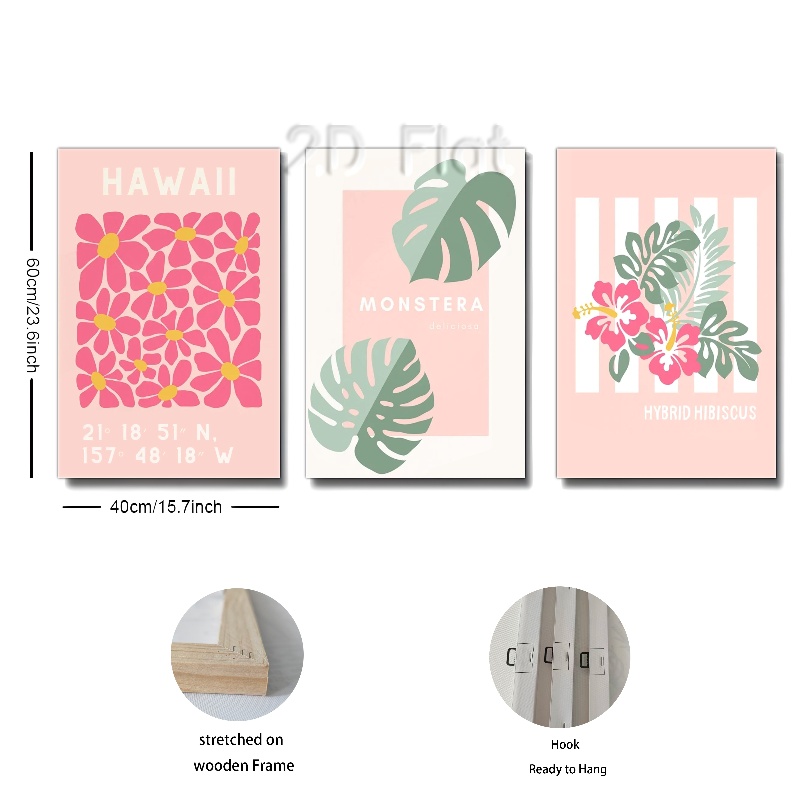 2D Flat
HAWAII
21° 18' 51" N,
157° 48' 18" W
MONSTERA
deliciosa
HYBRID HIBISCUS
60cm/23.6inch
40cm/15.7inch
stretched on
wooden Frame
Hook
Ready to Hang